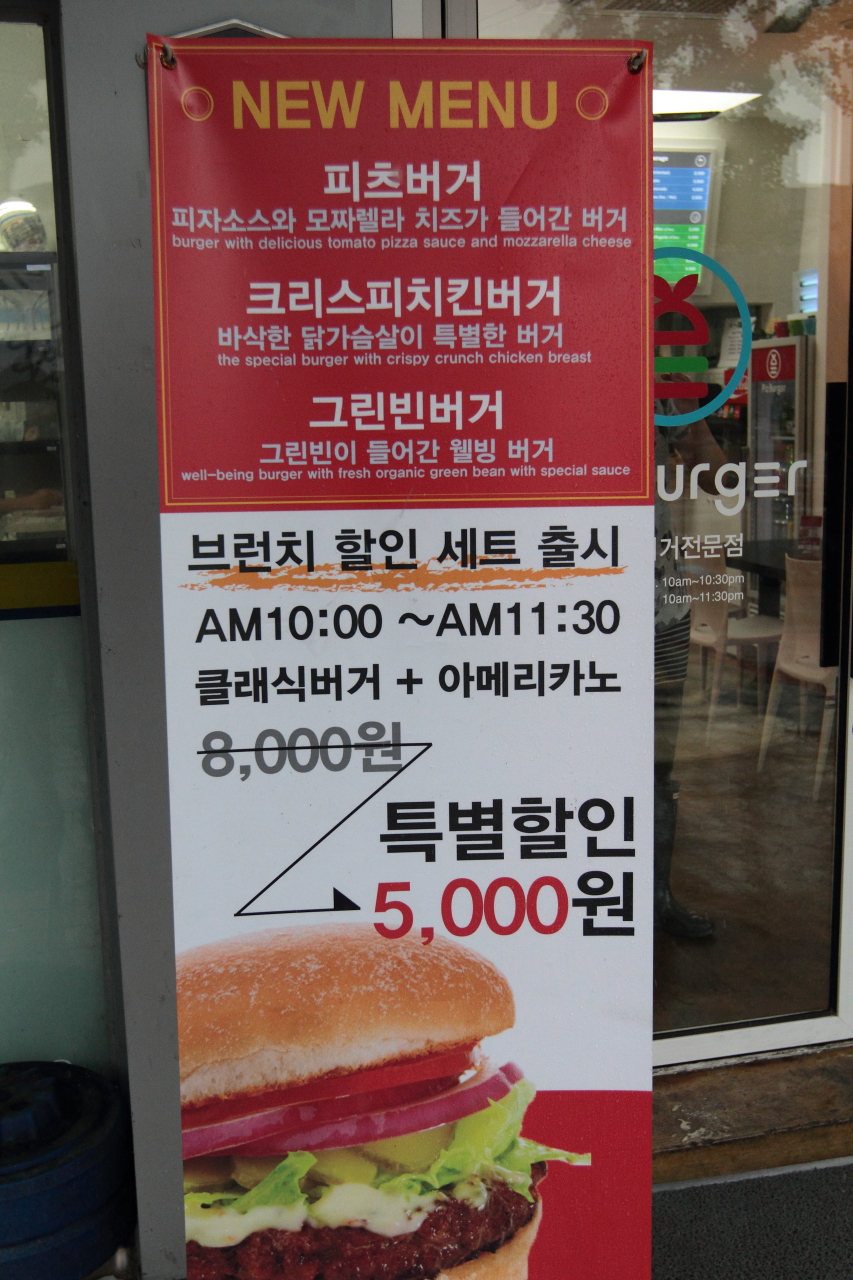 NEW MENU
피츠버거
피자소스와 모짜렐라 치즈가 들어간 버거
burger with delicious tomato pizza sauce and mozzarella cheese
크리스피치킨버거
바삭한 닭가슴살이 특별한 버거
the special burger with crispy crunch chicken breast
그린빈버거
그린빈이 들어간 웰빙 버거
well-being burger with fresh organic green bean with special sauce
브런치 할인 세트 출시
AM10:00 ~AM11:30
클래식버거 + 아메리카노
8,000원
특별할인
5,000원
urger
거전문점
10am~10:30pm
10am~11:30pm